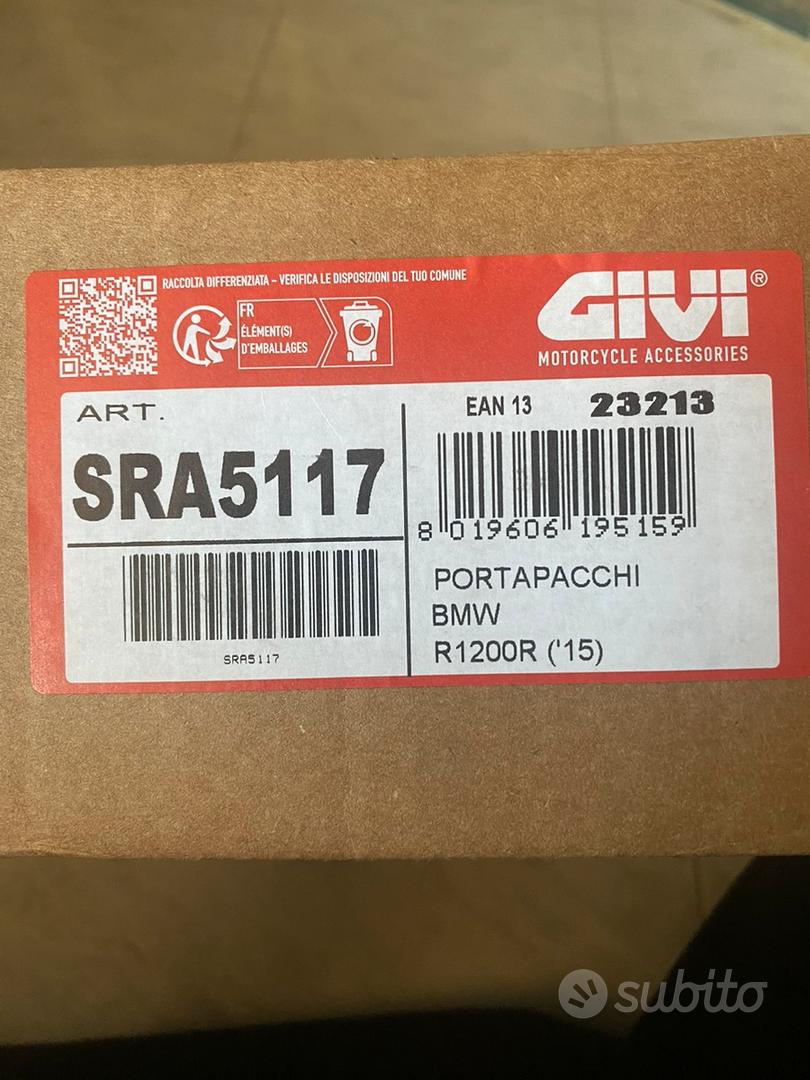 RACCOLTA DIFFERENZIATA - VERIFICA LE DISPOSIZIONI DEL TUO COMUNE
FR
ÉLÉMENT(S)
D'EMBALLAGES
GIVI®
MOTORCYCLE ACCESSORIES
ART.
SRA5117
SRA5117
EAN 13 23213
8 019606 195159
PORTAPACCHI
BMW
R1200R ('15)
subito